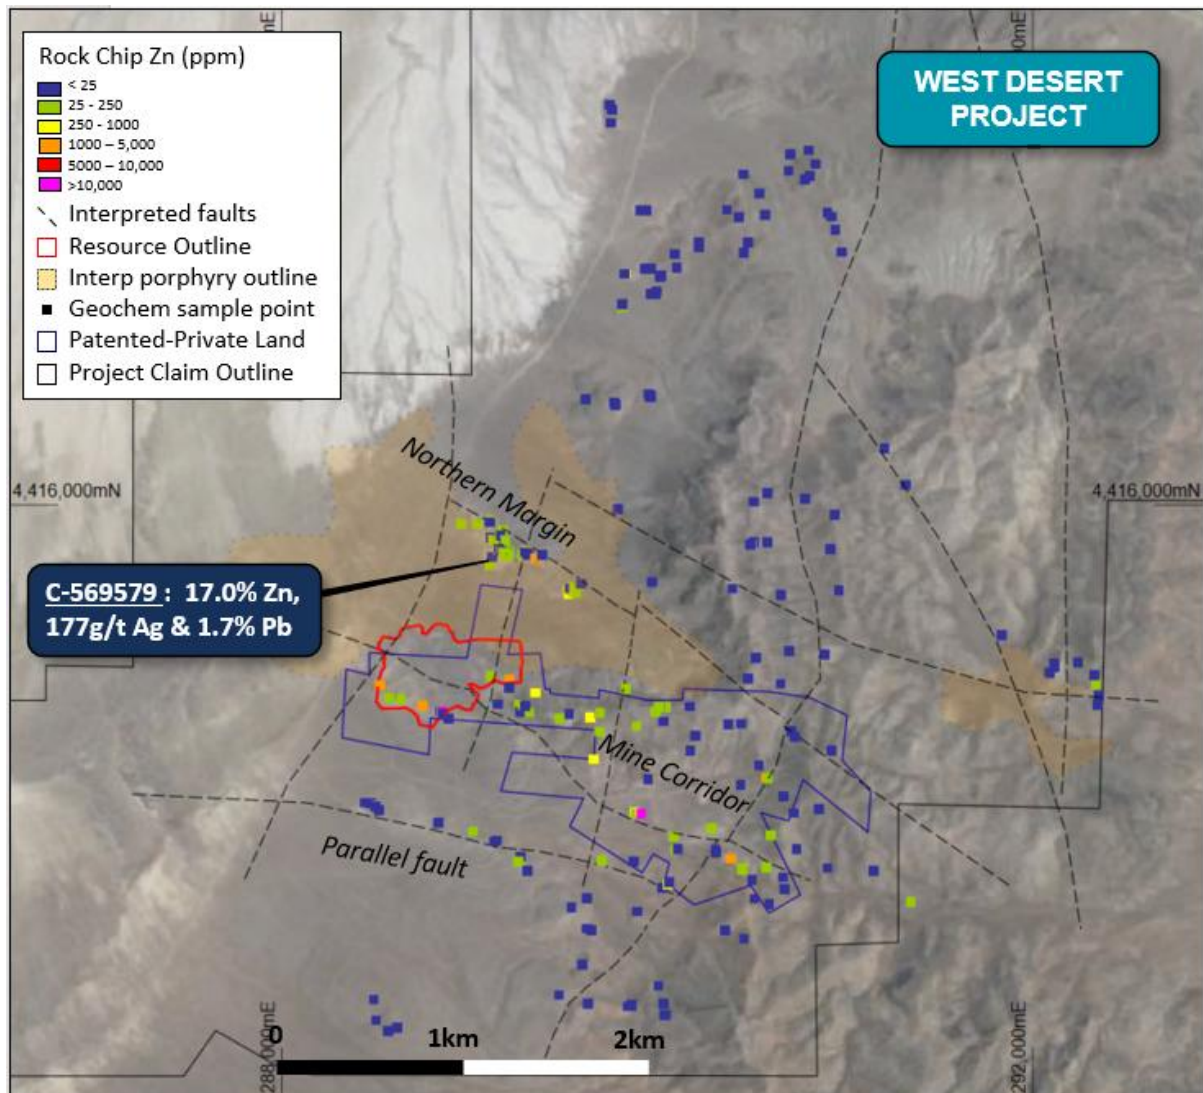 Rock Chip Zn (ppm)
< 25
25 - 250
250 - 1000
1000 – 5,000
5000 – 10,000
>10,000
Interpreted faults
Resource Outline
Interp porphyry outline
Geochem sample point
Patented-Private Land
Project Claim Outline
WEST DESERT
PROJECT
4,416,000mN
4,416,000mN
Northern Margin
C-569579 : 17.0% Zn,
177g/t Ag & 1.7% Pb
Mine Corridor
Parallel fault
288,000mE
292,000mE
0 1km 2km